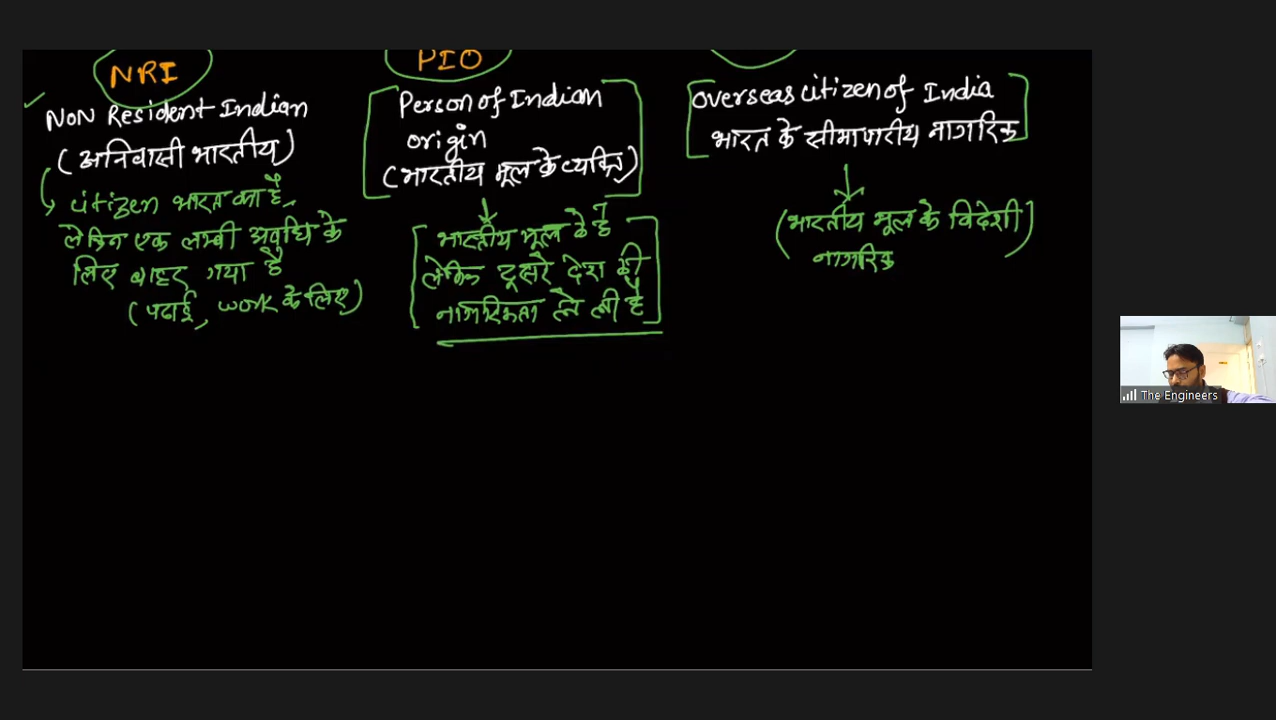 NRI
NON Resident Indian
(अनिवासी भारतीय)
citizen भारत का है
लेकिन एक लम्बी अवधि के
लिए बाहर गया है
(पढाई, work के लिए)
PIO
Person of Indian
origin
(भारतीय मूल के व्यक्ति)
भारतीय मूल के है
लेकिन दूसरे देश की
नागरिकता ले ली है
overseas citizen of India
भारत के सीमापारीय नागरिक
(भारतीय मूल के विदेशी)
नागरिक
The Engineers